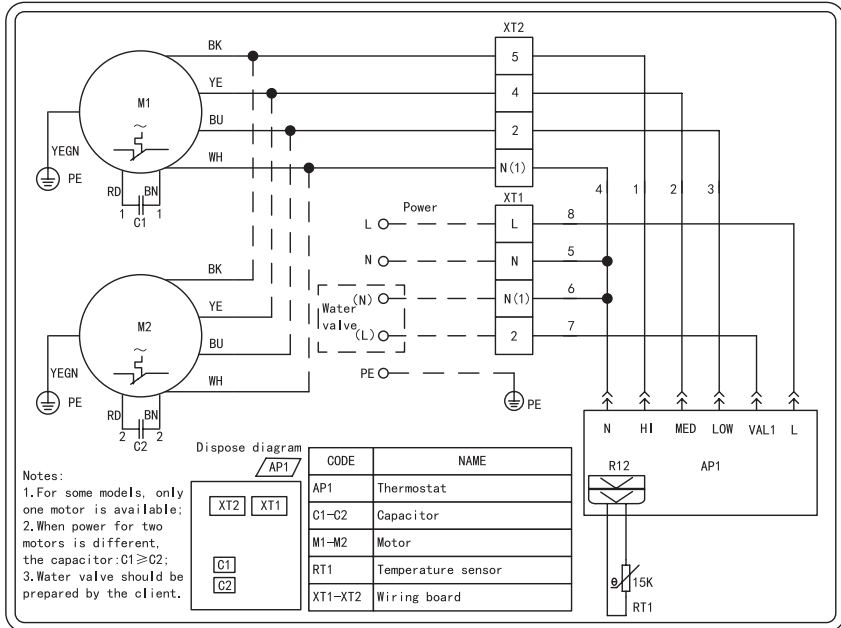 XT2
BK
5
YE
4
M1
BU
2
YEGN
WH
N(1)
PE
RD
BN
1
1
C1
4
1
2
3
XT1
Power
L
L
8
N
N
5
(N)
N(1)
6
Water
valve
(L)
2
7
PE
PE
BK
YE
M2
BU
YEGN
WH
PE
RD
BN
2
2
C2
N HI MED LOW VAL1 L
R12
AP1
θ
15K
RT1
Dispose diagram
AP1
XT2 XT1
C1
C2
CODE NAME
AP1 Thermostat
C1-C2 Capacitor
M1-M2 Motor
RT1 Temperature sensor
XT1-XT2 Wiring board
Notes:
1.For some models, only
one motor is available;
2.When power for two
motors is different,
the capacitor:C1≥C2;
3.Water valve should be
prepared by the client.